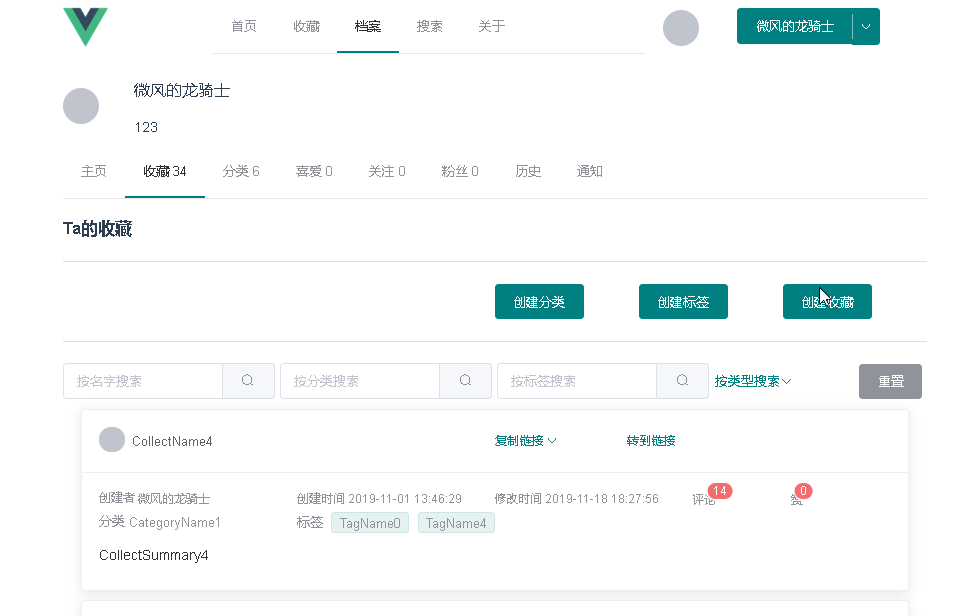 首页 收藏 档案 搜索 关于 微风的龙骑士
微风的龙骑士
123
主页 收藏 34 分类 6 喜爱 0 关注 0 粉丝 0 历史 通知
Ta的收藏
创建分类 创建标签 创建收藏
按名字搜索 按分类搜索 按标签搜索 按类型搜索 重置
CollectName4 复制链接 转到链接
创建者 微风的龙骑士 创建时间 2019-11-01 13:46:29 修改时间 2019-11-18 18:27:56 评论 14 赞 0
分类 CategoryName1 标签 TagName0 TagName4
CollectSummary4